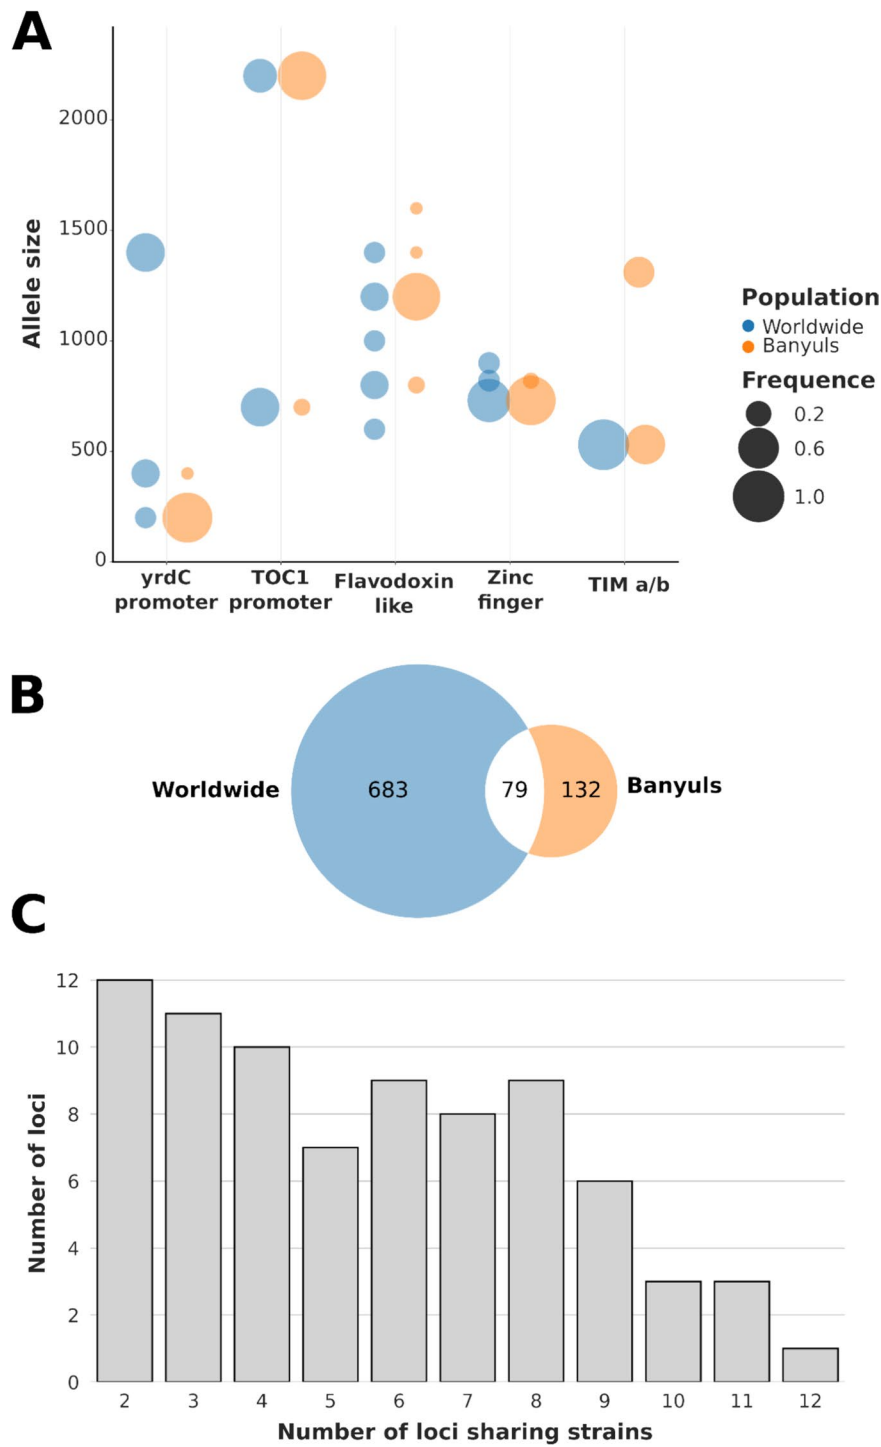 A
Allele size
2000
1500
1000
500
0
yrdC
promoter
TOC1
promoter
Flavodoxin
like
Zinc
finger
TIM a/b
Population
Worldwide
Banyuls
Frequence
0.2
0.6
1.0
B
Worldwide
683
79
132
Banyuls
C
Number of loci
12
10
8
6
4
2
0
2 3 4 5 6 7 8 9 10 11 12
Number of loci sharing strains